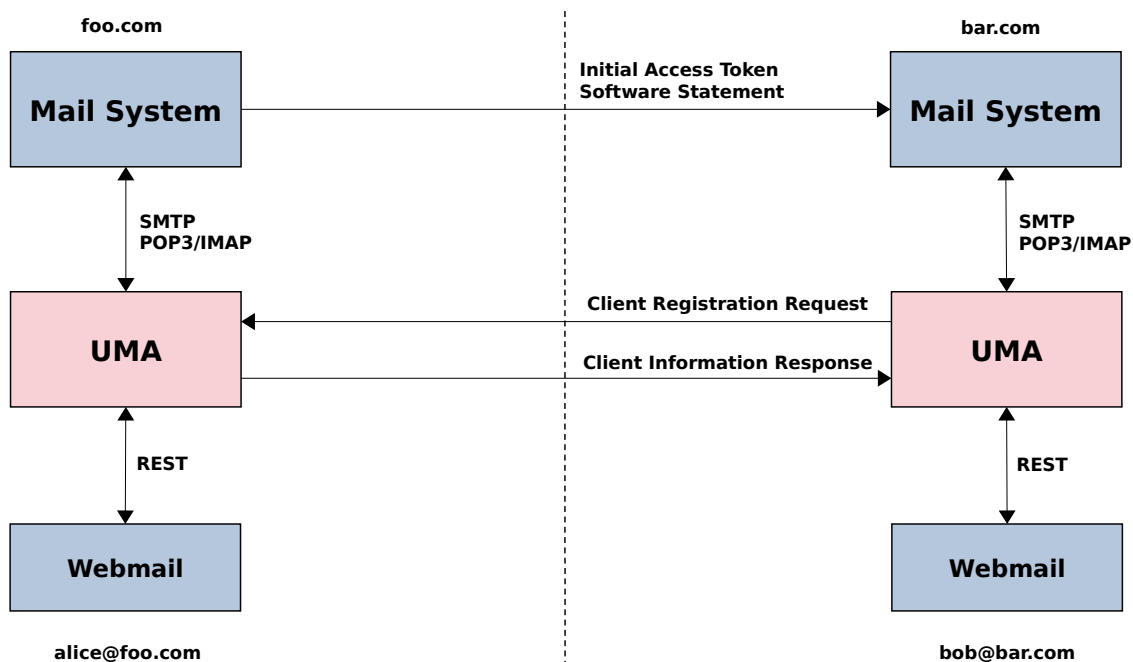 foo.com
bar.com
Mail System
Initial Access Token
Software Statement
Mail System
SMTP
POP3/IMAP
SMTP
POP3/IMAP
UMA
Client Registration Request
Client Information Response
UMA
REST
REST
Webmail
Webmail
alice@foo.com
bob@bar.com